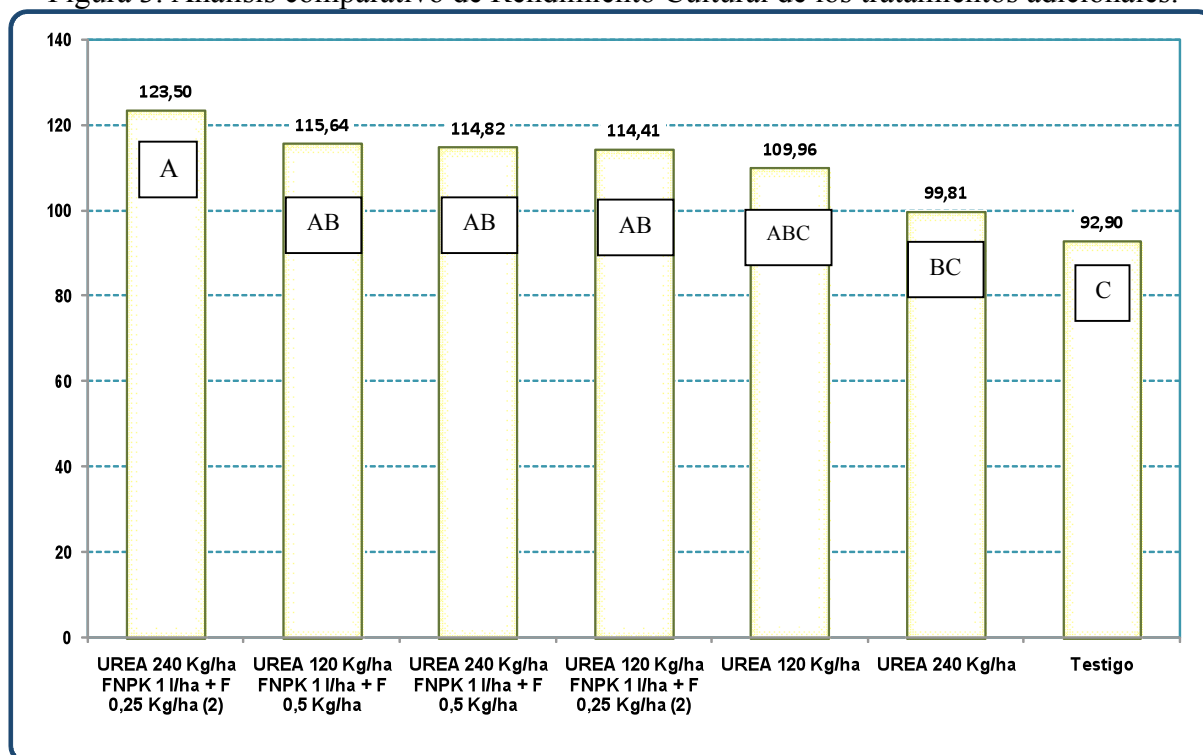 Figura 3. Análisis comparativo de Rendimiento Cultural de los tratamientos adicionales.
140
123,50
120
115,64
114,82
114,41
109,96
99,81
92,90
100
80
60
40
20
0
A
AB
AB
AB
ABC
BC
C
UREA 240 Kg/ha
FNPK 1 l/ha + F
0,25 Kg/ha (2)
UREA 120 Kg/ha
FNPK 1 l/ha + F
0,5 Kg/ha
UREA 240 Kg/ha
FNPK 1 l/ha + F
0,5 Kg/ha
UREA 120 Kg/ha
FNPK 1 l/ha + F
0,25 Kg/ha (2)
UREA 120 Kg/ha
UREA 240 Kg/ha
Testigo